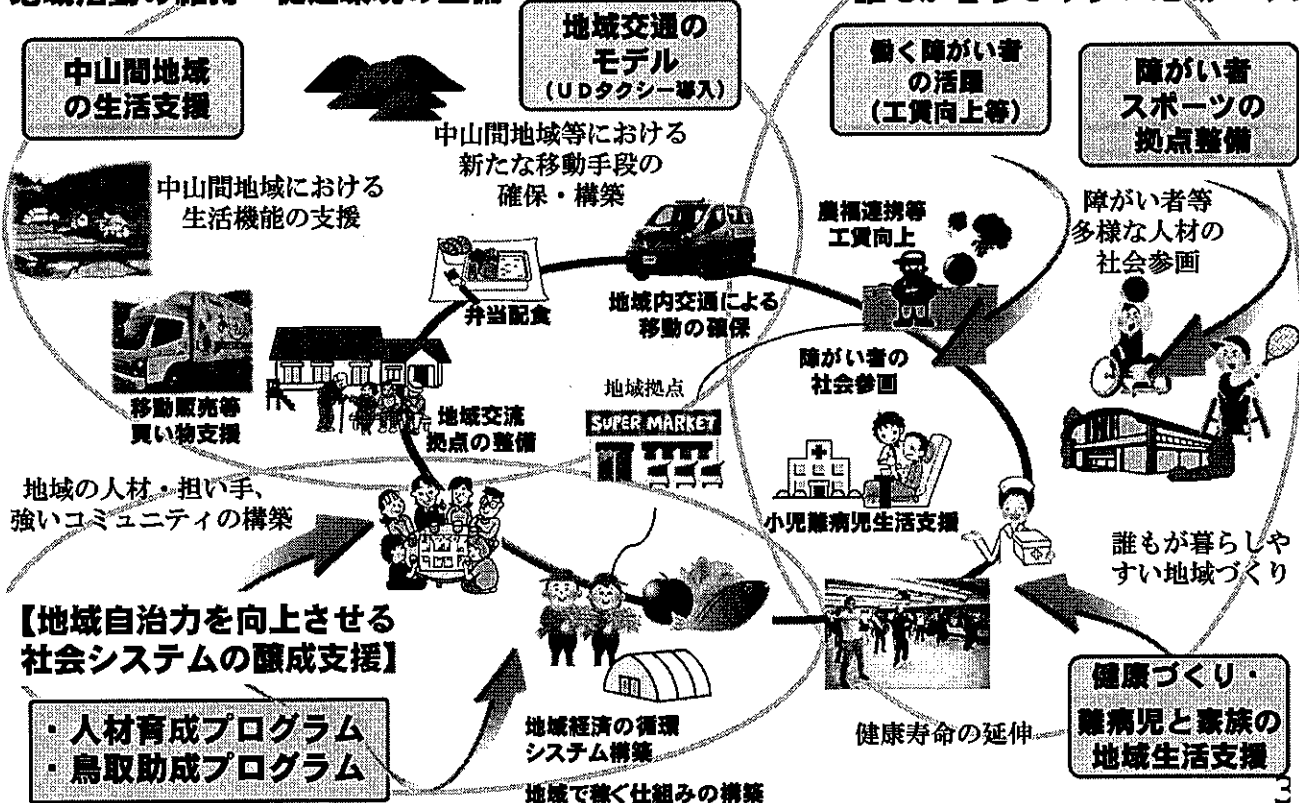 中山間地域
の生活支援
地域交通の
モデル
(UDタクシー導入)
働く障がい者
の活躍
(工賃向上等)
障がい者
スポーツの
拠点整備
中山間地域における
生活機能の支援
中山間地域等における
新たな移動手段の
確保・構築
農福連携等
工賃向上
障がい者等
多様な人材の
社会参画
弁当配食
地域内交通による
移動の確保
移動販売等
買い物支援
地域交流
拠点の整備
地域拠点
SUPER MARKET
障がい者の
社会参画
小児難病児生活支援
地域の人材・担い手、
強いコミュニティの構築
誰もが暮らしや
すい地域づくり
【地域自治力を向上させる
社会システムの醸成支援】
・人材育成プログラム
・鳥取助成プログラム
地域経済の循環
システム構築
地域で稼ぐ仕組みの構築
健康寿命の延伸
健康づくり・
難病児と家族の
地域生活支援
3